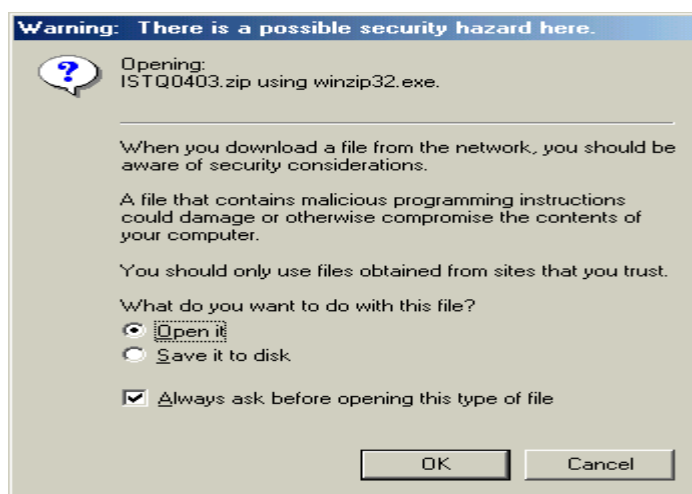 Warning: There is a possible security hazard here.
Opening:
ISTQ0403.zip using winzip32.exe.
When you download a file from the network, you should be
aware of security considerations.
A file that contains malicious programming instructions
could damage or otherwise compromise the contents of
your computer.
You should only use files obtained from sites that you trust.
What do you want to do with this file?
Open it
Save it to disk
Always ask before opening this type of file
OK Cancel